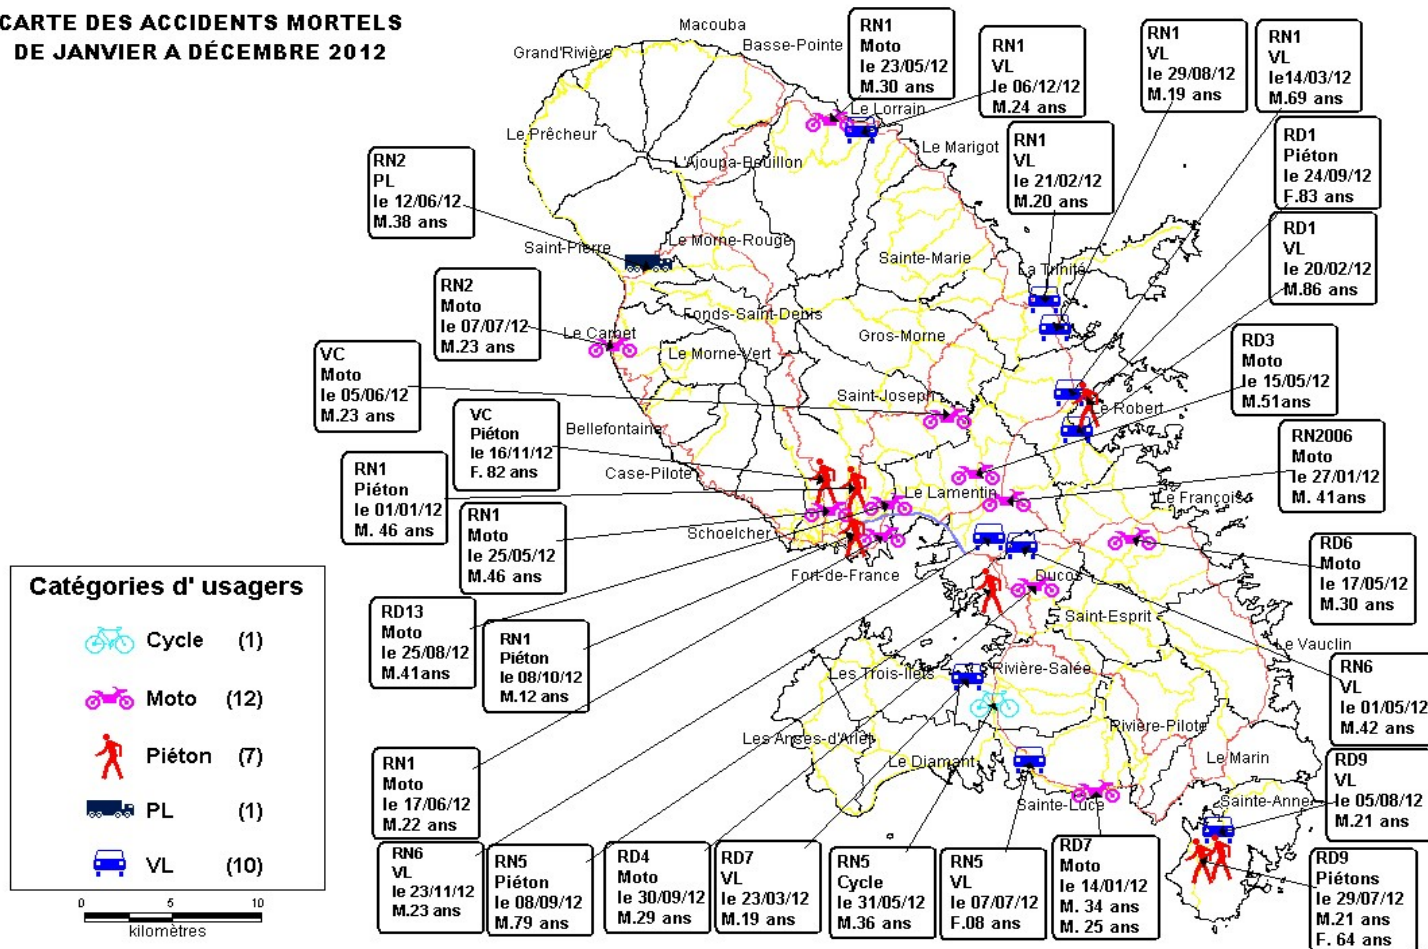 CARTE DES ACCIDENTS MORTELS
DE JANVIER A DÉCEMBRE 2012
RN1
Moto
le 23/05/12
M.30 ans
RN1
VL
le 06/12/12
M.24 ans
RN1
VL
le 29/08/12
M.19 ans
RN1
VL
le14/03/12
M.69 ans
RN1
VL
le 21/02/12
M.20 ans
RD1
Piéton
le 24/09/12
F.83 ans
RD1
VL
le 20/02/12
M.86 ans
RN2
PL
le 12/06/12
M.38 ans
RN2
Moto
le 07/07/12
M.23 ans
VC
Moto
le 05/06/12
M.23 ans
VC
Piéton
le 16/11/12
F. 82 ans
RN1
Piéton
le 01/01/12
M. 46 ans
RN1
Moto
le 25/05/12
M.46 ans
RD3
Moto
le 15/05/12
M.51ans
RN2006
Moto
le 27/01/12
M. 41ans
RD6
Moto
le 17/05/12
M.30 ans
RN6
VL
le 01/05/12
M.42 ans
RD9
VL
le 05/08/12
M.21 ans
RD9
Piétons
le 29/07/12
M.21 ans
F. 64 ans
RD13
Moto
le 25/08/12
M.41ans
RN1
Piéton
le 08/10/12
M.12 ans
RN1
Moto
le 17/06/12
M.22 ans
RN6
VL
le 23/11/12
M.23 ans
RN5
Piéton
le 08/09/12
M.79 ans
RD4
Moto
le 30/09/12
M.29 ans
RD7
VL
le 23/03/12
M.19 ans
RN5
Cycle
le 31/05/12
M.36 ans
RN5
VL
le 07/07/12
F.08 ans
RD7
Moto
le 14/01/12
M. 34 ans
M. 25 ans
Macouba
Grand'Rivière
Basse-Pointe
Le Lorrain
Le Prêcheur
L'Ajoupa-Bouillon
Le Marigot
Saint-Pierre
Le Morne-Rouge
Sainte-Marie
La Trinité
Fonds-Saint-Denis
Le Carbet
Gros-Morne
Le Morne-Vert
Saint-Joseph
Le Robert
Bellefontaine
Case-Pilote
Le Lamentin
Le François
Schoelcher
Fort-de-France
Ducos
Saint-Esprit
Le Vauclin
Les Trois-Ilets
Rivière-Salée
Rivière-Pilote
Les Anses-d'Arlet
Le Diamant
Le Marin
Sainte-Luce
Sainte-Anne
Catégories d' usagers
Cycle (1)
Moto (12)
Piéton (7)
PL (1)
VL (10)
0 5 10
kilomètres